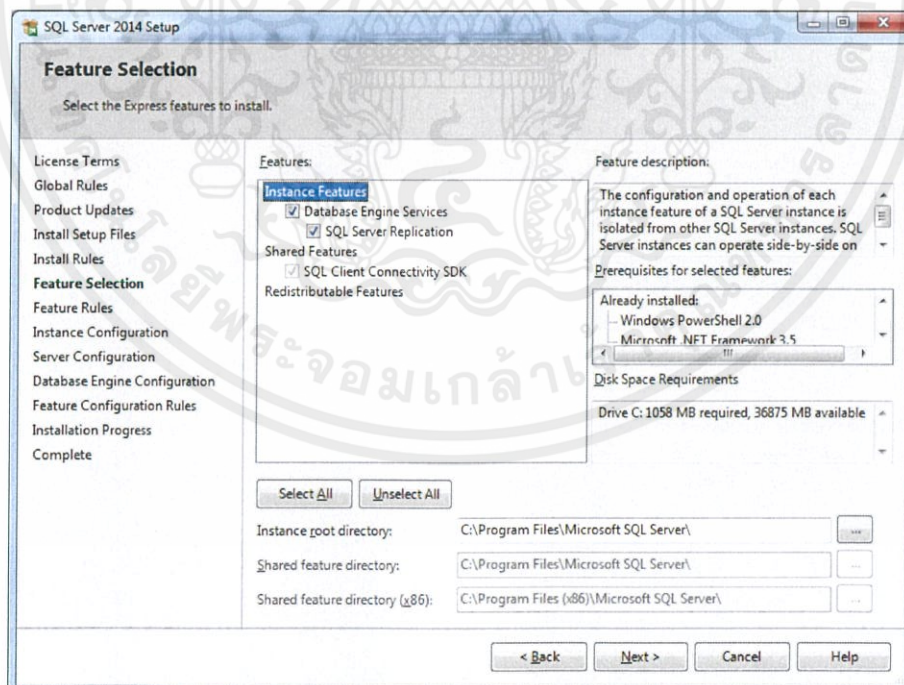 SQL Server 2014 Setup
Feature Selection
Select the Express features to install.
License Terms
Global Rules
Product Updates
Install Setup Files
Install Rules
Feature Selection
Feature Rules
Instance Configuration
Server Configuration
Database Engine Configuration
Feature Configuration Rules
Installation Progress
Complete
Features:
Instance Features
Database Engine Services
SQL Server Replication
Shared Features
SQL Client Connectivity SDK
Redistributable Features
Feature description:
The configuration and operation of each
instance feature of a SQL Server instance is
isolated from other SQL Server instances. SQL
Server instances can operate side-by-side on
Prerequisites for selected features:
Already installed:
Windows PowerShell 2.0
Microsoft .NET Framework 3.5
Disk Space Requirements
Drive C: 1058 MB required, 36875 MB available
Select All
Unselect All
Instance root directory:
C:\Program Files\Microsoft SQL Server\
...
Shared feature directory:
C:\Program Files\Microsoft SQL Server\
...
Shared feature directory (x86):
C:\Program Files (x86)\Microsoft SQL Server\
...
< Back
Next >
Cancel
Help